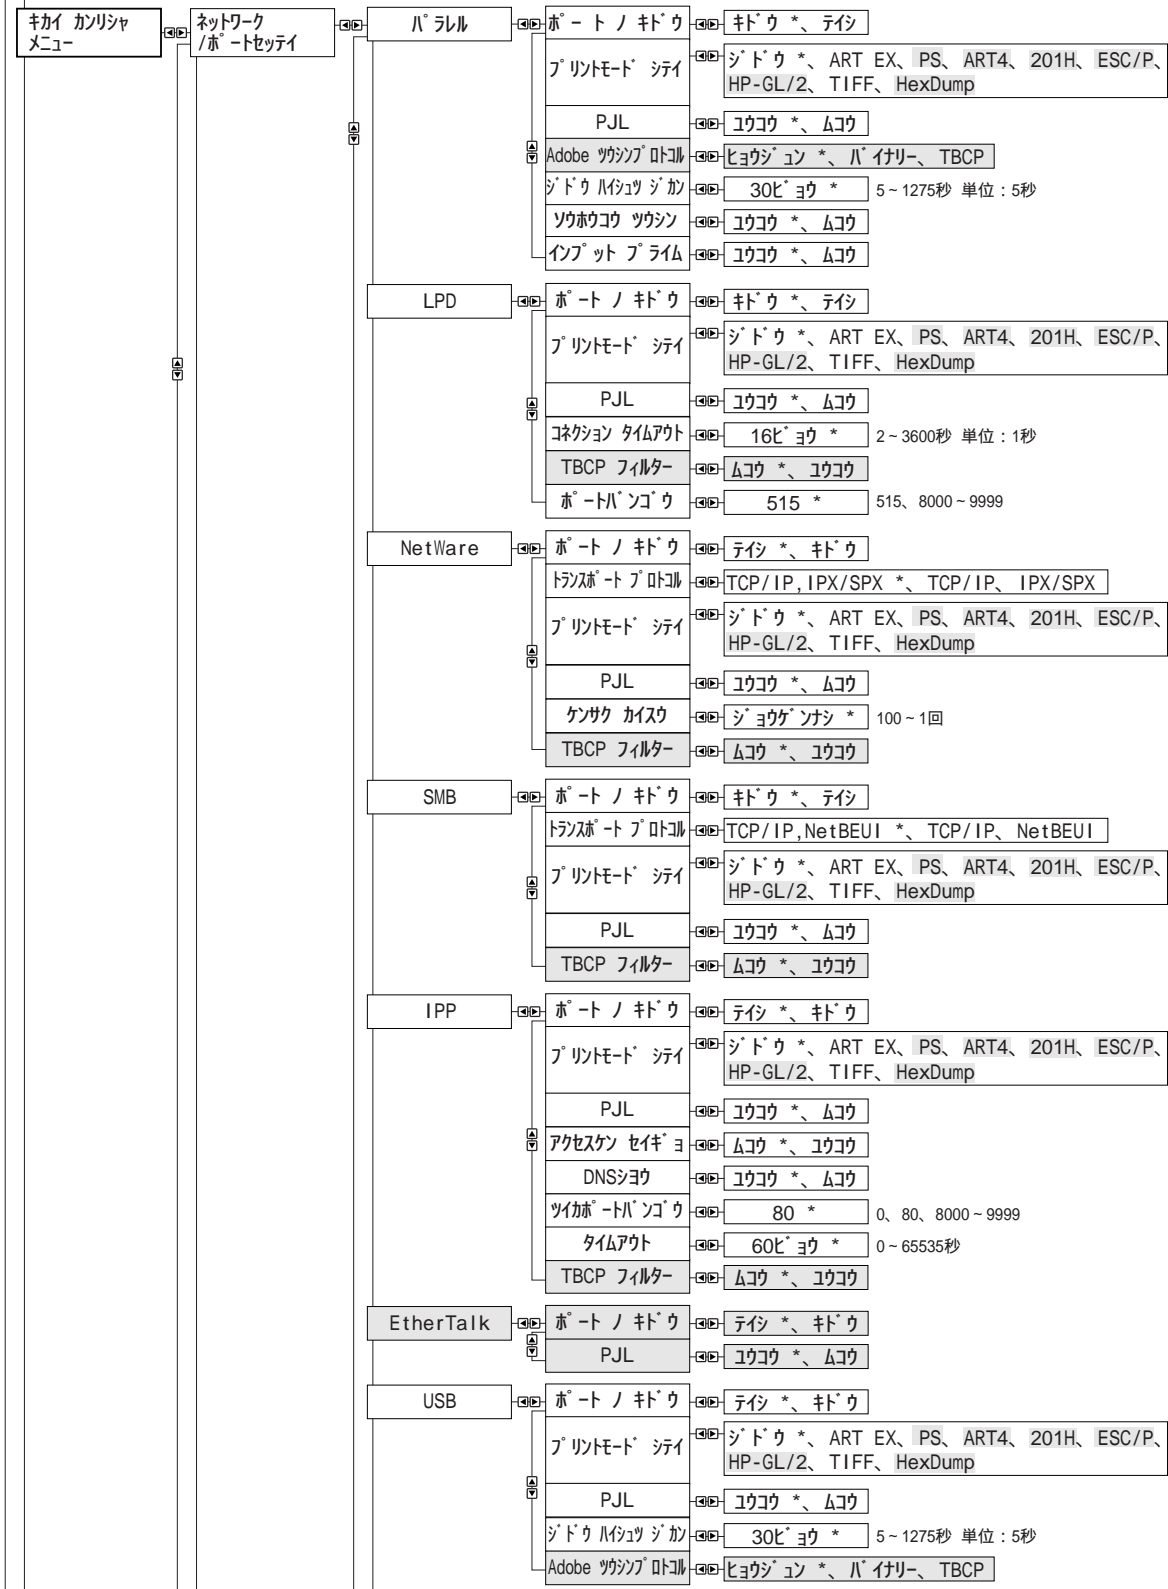 ｷｶｲ ｶﾝﾘｼｬ
ﾒﾆｭｰ
ﾈｯﾄﾜｰｸ
/ﾎﾟｰﾄｾｯﾃｲ
ﾊﾟﾗﾚﾙ
ﾎﾟｰﾄ ﾉ ｷﾄﾞｳ
ｷﾄﾞｳ *、ﾃｲｼ
ﾌﾟﾘﾝﾄﾓｰﾄﾞ ｼﾃｲ
ｼﾞﾄﾞｳ *、ART EX、PS、ART4、201H、ESC/P、
HP-GL/2、TIFF、HexDump
PJL
ﾕｳｺｳ *、ﾑｺｳ
Adobe ﾂｳｼﾝﾌﾟﾛﾄｺﾙ
ﾋｮｳｼﾞｭﾝ *、ﾊﾞｲﾅﾘｰ、TBCP
ｼﾞﾄﾞｳ ﾊｲｼｭﾂ ｼﾞｶﾝ
30ﾋﾞｮｳ *
5~1275秒 単位：5秒
ｿｳﾎｳｺｳ ﾂｳｼﾝ
ﾕｳｺｳ *、ﾑｺｳ
ｲﾝﾌﾟｯﾄ ﾌﾟﾗｲﾑ
ﾕｳｺｳ *、ﾑｺｳ
LPD
ﾎﾟｰﾄ ﾉ ｷﾄﾞｳ
ｷﾄﾞｳ *、ﾃｲｼ
ﾌﾟﾘﾝﾄﾓｰﾄﾞ ｼﾃｲ
ｼﾞﾄﾞｳ *、ART EX、PS、ART4、201H、ESC/P、
HP-GL/2、TIFF、HexDump
PJL
ﾕｳｺｳ *、ﾑｺｳ
ｺﾈｸｼｮﾝ ﾀｲﾑｱｳﾄ
16ﾋﾞｮｳ *
2~3600秒 単位：1秒
TBCP ﾌｨﾙﾀｰ
ﾑｺｳ *、ﾕｳｺｳ
ﾎﾟｰﾄﾊﾞﾝｺﾞｳ
515 *
515、8000~9999
NetWare
ﾎﾟｰﾄ ﾉ ｷﾄﾞｳ
ﾃｲｼ *、ｷﾄﾞｳ
ﾄﾗﾝｽﾎﾟｰﾄ ﾌﾟﾛﾄｺﾙ
TCP/IP,IPX/SPX *、TCP/IP、IPX/SPX
ﾌﾟﾘﾝﾄﾓｰﾄﾞ ｼﾃｲ
ｼﾞﾄﾞｳ *、ART EX、PS、ART4、201H、ESC/P、
HP-GL/2、TIFF、HexDump
PJL
ﾕｳｺｳ *、ﾑｺｳ
ｹﾝｻｸ ｶｲｽｳ
ｼﾞｮｳｹﾞﾝﾅｼ *
100~1回
TBCP ﾌｨﾙﾀｰ
ﾑｺｳ *、ﾕｳｺｳ
SMB
ﾎﾟｰﾄ ﾉ ｷﾄﾞｳ
ｷﾄﾞｳ *、ﾃｲｼ
ﾄﾗﾝｽﾎﾟｰﾄ ﾌﾟﾛﾄｺﾙ
TCP/IP,NetBEUI *、TCP/IP、NetBEUI
ﾌﾟﾘﾝﾄﾓｰﾄﾞ ｼﾃｲ
ｼﾞﾄﾞｳ *、ART EX、PS、ART4、201H、ESC/P、
HP-GL/2、TIFF、HexDump
PJL
ﾕｳｺｳ *、ﾑｺｳ
TBCP ﾌｨﾙﾀｰ
ﾑｺｳ *、ﾕｳｺｳ
IPP
ﾎﾟｰﾄ ﾉ ｷﾄﾞｳ
ﾃｲｼ *、ｷﾄﾞｳ
ﾌﾟﾘﾝﾄﾓｰﾄﾞ ｼﾃｲ
ｼﾞﾄﾞｳ *、ART EX、PS、ART4、201H、ESC/P、
HP-GL/2、TIFF、HexDump
PJL
ﾕｳｺｳ *、ﾑｺｳ
ｱｸｾｽｹﾝ ｾｲｷﾞｮ
ﾑｺｳ *、ﾕｳｺｳ
DNSｼﾖｳ
ﾕｳｺｳ *、ﾑｺｳ
ﾂｲｶﾎﾟｰﾄﾊﾞﾝｺﾞｳ
80 *
0、80、8000~9999
ﾀｲﾑｱｳﾄ
60ﾋﾞｮｳ *
0~65535秒
TBCP ﾌｨﾙﾀｰ
ﾑｺｳ *、ﾕｳｺｳ
EtherTalk
ﾎﾟｰﾄ ﾉ ｷﾄﾞｳ
ﾃｲｼ *、ｷﾄﾞｳ
PJL
ﾕｳｺｳ *、ﾑｺｳ
USB
ﾎﾟｰﾄ ﾉ ｷﾄﾞｳ
ﾃｲｼ *、ｷﾄﾞｳ
ﾌﾟﾘﾝﾄﾓｰﾄﾞ ｼﾃｲ
ｼﾞﾄﾞｳ *、ART EX、PS、ART4、201H、ESC/P、
HP-GL/2、TIFF、HexDump
PJL
ﾕｳｺｳ *、ﾑｺｳ
ｼﾞﾄﾞｳ ﾊｲｼｭﾂ ｼﾞｶﾝ
30ﾋﾞｮｳ *
5~1275秒 単位：5秒
Adobe ﾂｳｼﾝﾌﾟﾛﾄｺﾙ
ﾋｮｳｼﾞｭﾝ *、ﾊﾞｲﾅﾘｰ、TBCP